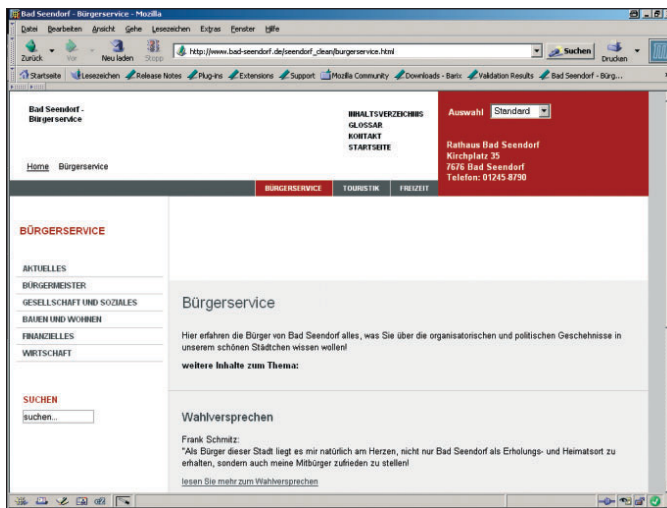 Bad Seendorf - Bürgerservice - Mozilla
Datei Bearbeiten Ansicht Gehe Lesezeichen Extras Fenster Hilfe
Zurück Vor Neu laden Stopp http://www.bad-seendorf.de/seendorf_clean/burgerservice.html Suchen Drucken
Startseite Lesezeichen Release Notes Plug-ins Extensions Support Mozilla Community Downloads - Bartx Validation Results Bad Seendorf - Bürg...
Bad Seendorf -
Bürgerservice
INHALTSVERZEICHNIS
GLOSSAR
KONTAKT
STARTSEITE
Auswahl Standard
Rathaus Bad Seendorf
Kirchplatz 35
7676 Bad Seendorf
Telefon: 01245-8790
Home Bürgerservice
BÜRGERSERVICE TOURISTIK FREIZEIT
BÜRGERSERVICE
AKTUELLES
BÜRGERMEISTER
GESELLSCHAFT UND SOZIALES
BAUEN UND WOHNEN
FINANZIELLES
WIRTSCHAFT
SUCHEN
suchen...
Bürgerservice
Hier erfahren die Bürger von Bad Seendorf alles, was Sie über die organisatorischen und politischen Geschehnisse in
unserem schönen Städtchen wissen wollen!
weitere Inhalte zum Thema:
Wahlversprechen
Frank Schmitz:
"Als Bürger dieser Stadt liegt es mir natürlich am Herzen, nicht nur Bad Seendorf als Erholungs- und Heimatsort zu
erhalten, sondern auch meine Mitbürger zufrieden zu stellen!
lesen Sie mehr zum Wahlversprechen